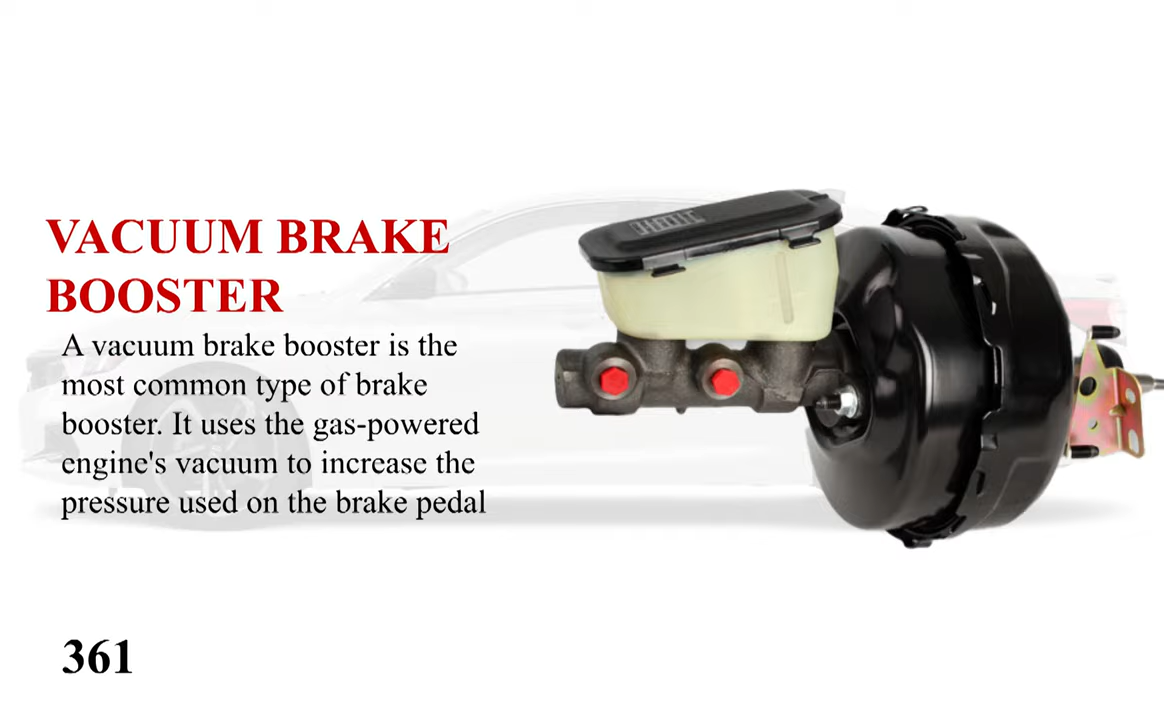 VACUUM BRAKE
BOOSTER
A vacuum brake booster is the
most common type of brake
booster. It uses the gas-powered
engine's vacuum to increase the
pressure used on the brake pedal
361